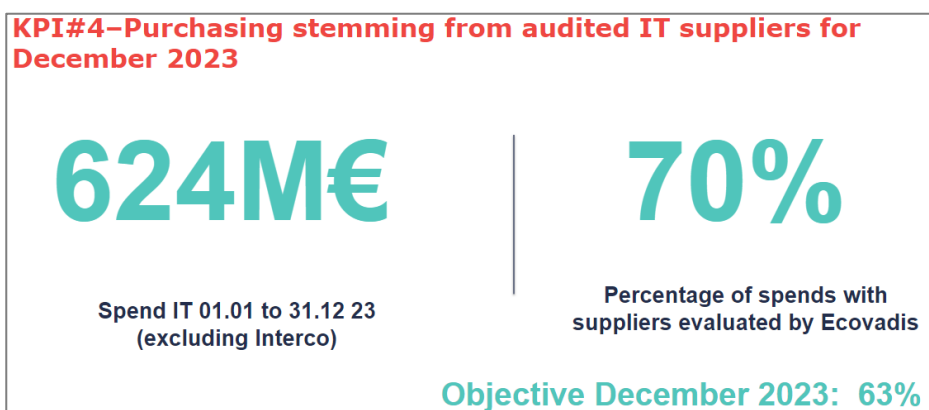 KPI#4–Purchasing stemming from audited IT suppliers for
December 2023
624M€
Spend IT 01.01 to 31.12 23
(excluding Interco)
70%
Percentage of spends with
suppliers evaluated by Ecovadis
Objective December 2023: 63%